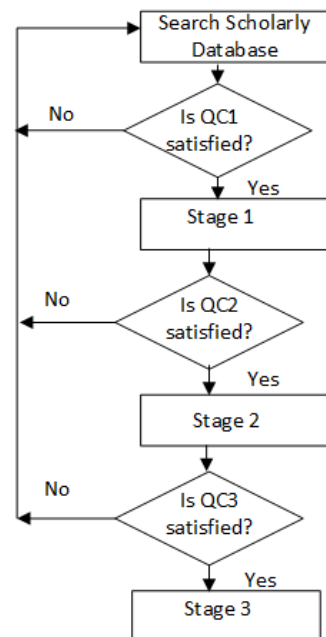 Search Scholarly
Database
No
Is QC1
satisfied?
Yes
Stage 1
No
Is QC2
satisfied?
Yes
Stage 2
No
Is QC3
satisfied?
Yes
Stage 3